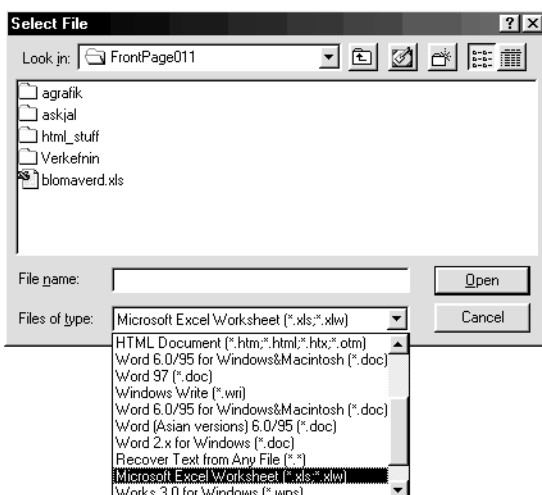 Select File
Look in: FrontPage011
agrafik
askjal
html_stuff
Verkefnin
blomaverd.xls
File name:
Open
Files of type: Microsoft Excel Worksheet (*.xls;*.xlw)
Cancel
HTML Document (*.htm;*.html;*.htx;*.otm)
Word 6.0/95 for Windows&Macintosh (*.doc)
Word 97 (*.doc)
Windows Write (*.wri)
Word 6.0/95 for Windows&Macintosh (*.doc)
Word (Asian versions) 6.0/95 (*.doc)
Word 2.x for Windows (*.doc)
Recover Text from Any File (*.*)
Microsoft Excel Worksheet (*.xls;*.xlw)
Works 3.0 for Windows (*.wps)